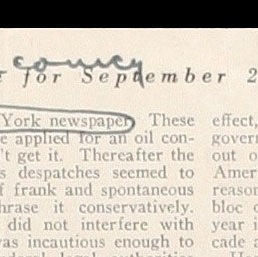 for September 2
York newspaper These
applied for an oil con-
't get it. Thereafter the
s despatches seemed to
f frank and spontaneous
hrase it conservatively.
did not interfere with
was incautious enough to
effect,
govern
out o
Amer
reason
bloc o
year i
cade a